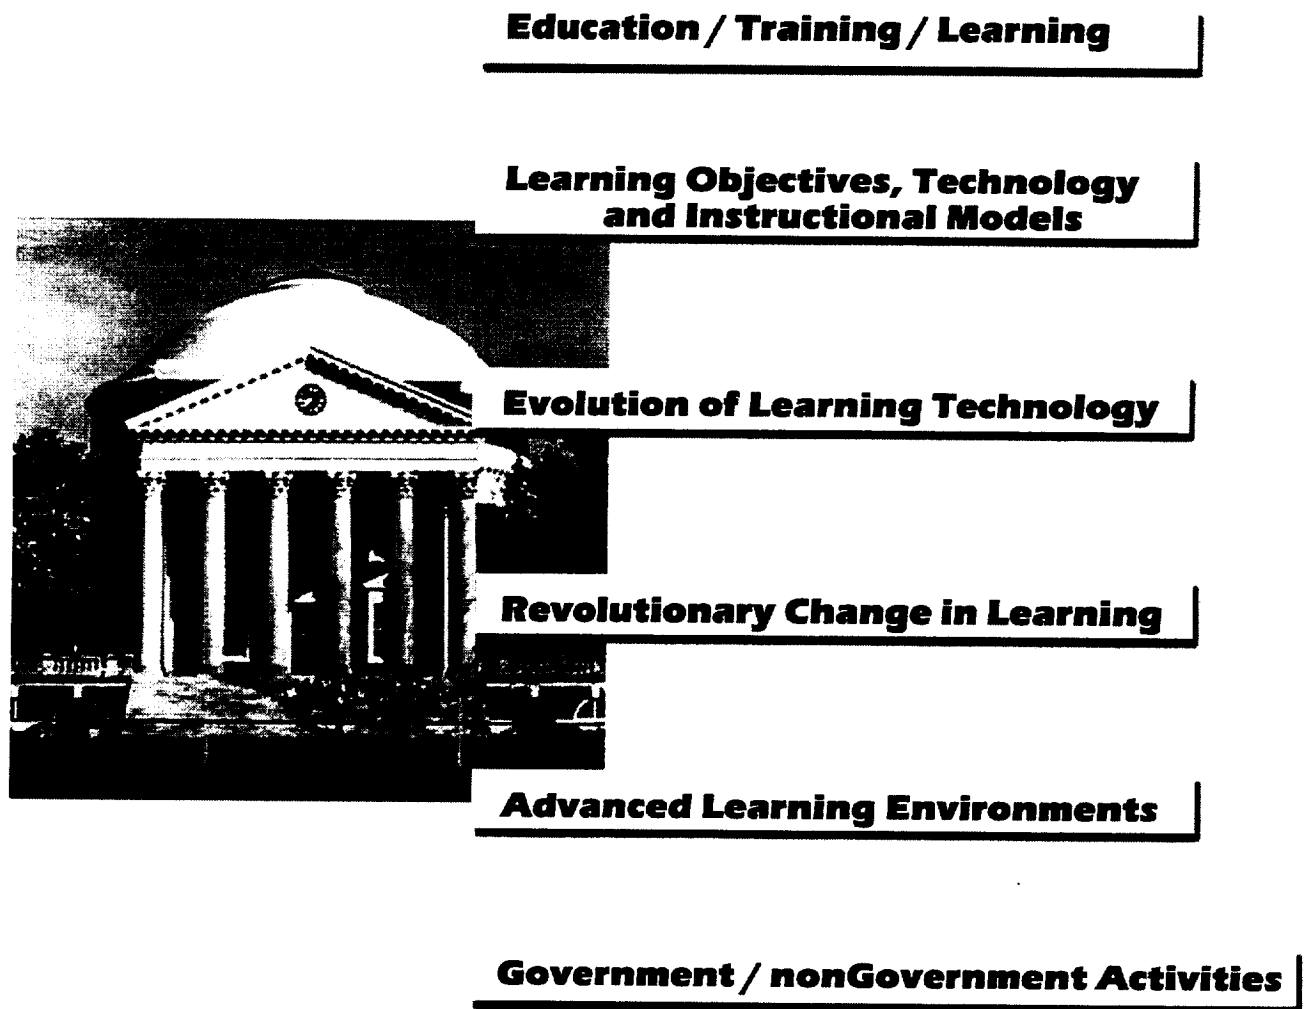 Education / Training / Learning
Learning Objectives, Technology
and Instructional Models
Evolution of Learning Technology
Revolutionary Change in Learning
Advanced Learning Environments
Government / nonGovernment Activities